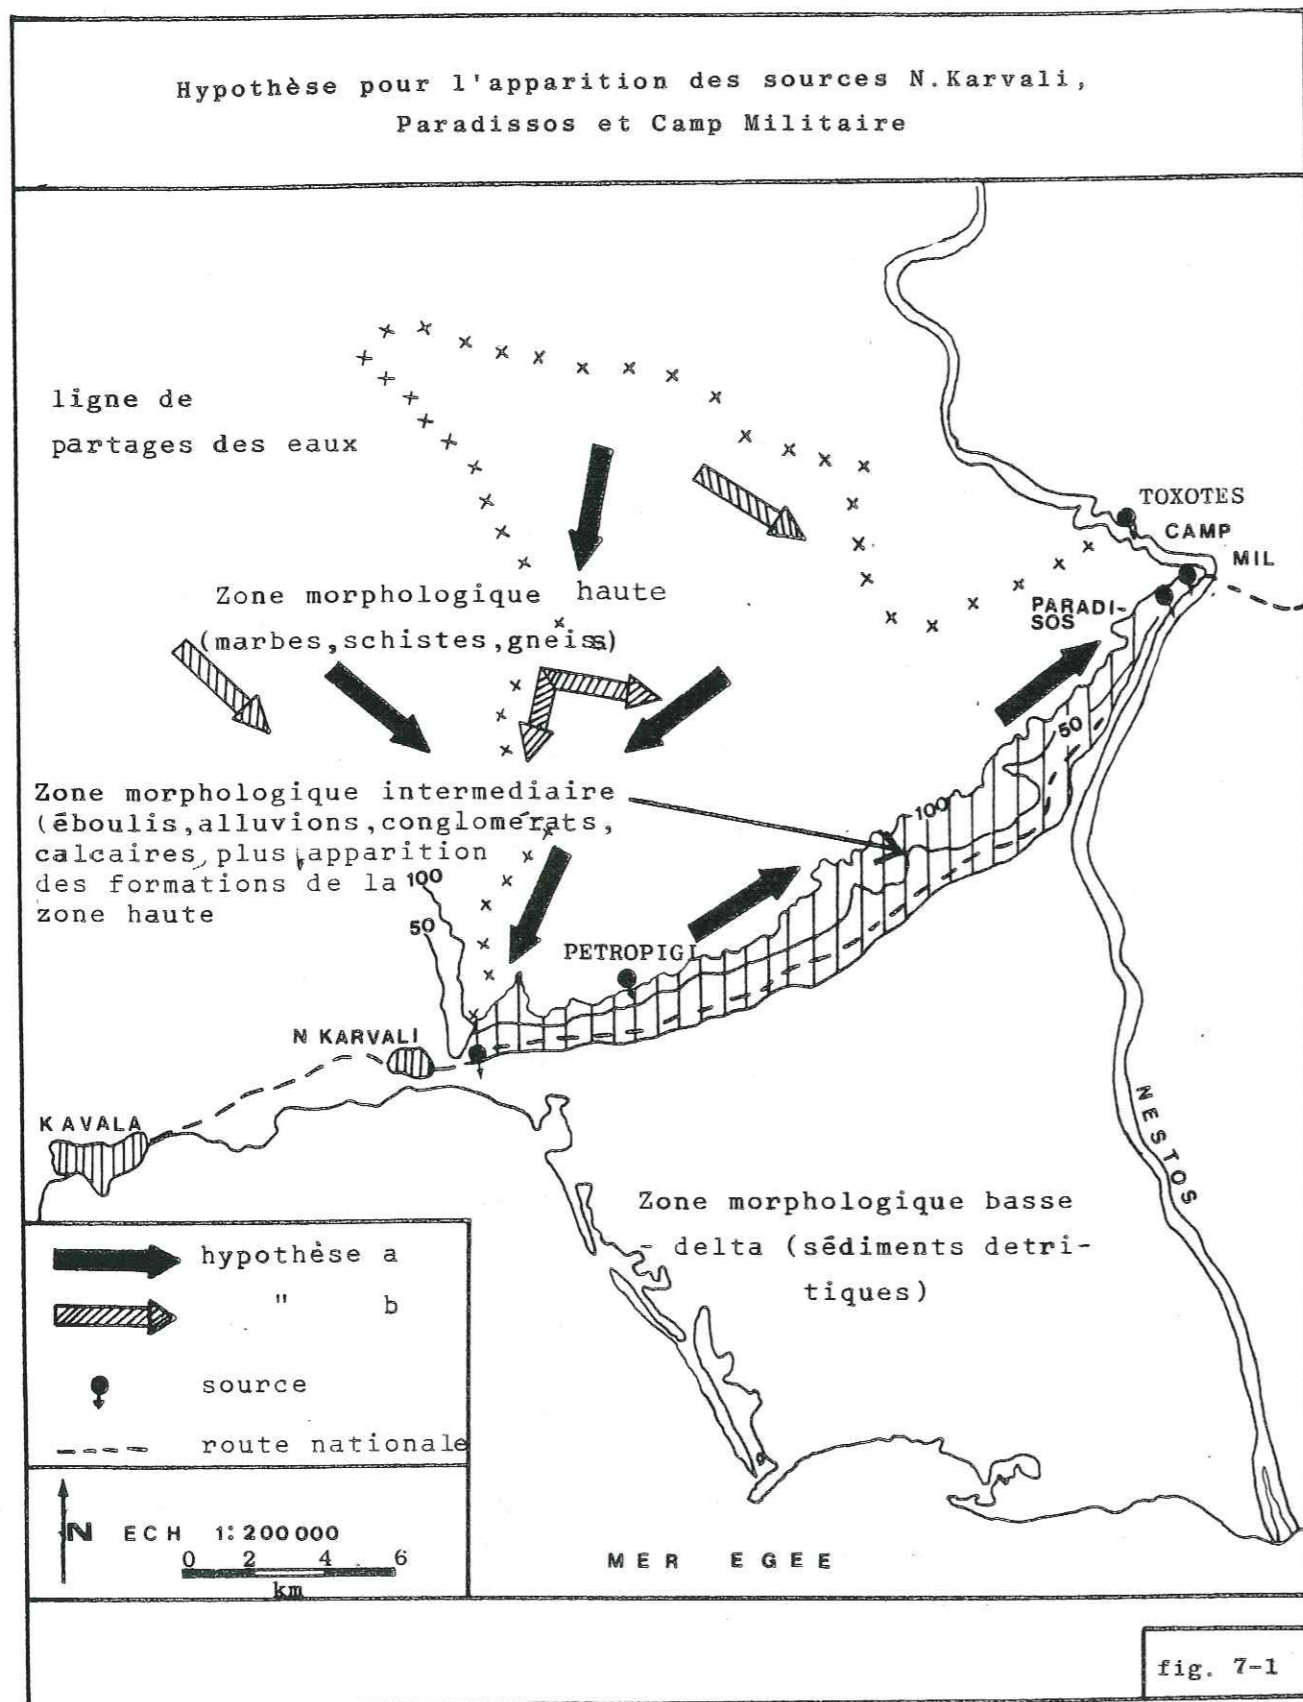 Hypothèse pour l'apparition des sources N.Karvali,
Paradissos et Camp Militaire
ligne de
partages des eaux
TOXOTES
CAMP
MIL
PARADI-
SOS
Zone morphologique haute
(marbes,schistes,gneiss)
50
100
Zone morphologique intermediaire
(éboulis,alluvions,conglomérats,
calcaires, plus apparition
des formations de la
zone haute
100
50
PETROPIGI
N KARVALI
KAVALA
NESTOS
Zone morphologique basse
- delta (sédiments detri-
tiques)
hypothèse a
" b
source
route nationale
N ECH 1:200000
0 2 4 6
km
MER EGEE
fig. 7-1